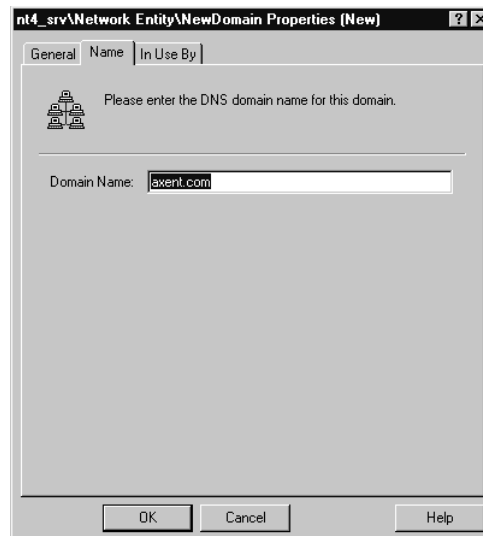 nt4_srv\Network Entity\NewDomain Properties (New)
General Name In Use By
Please enter the DNS domain name for this domain.
Domain Name: axent.com
OK Cancel Help